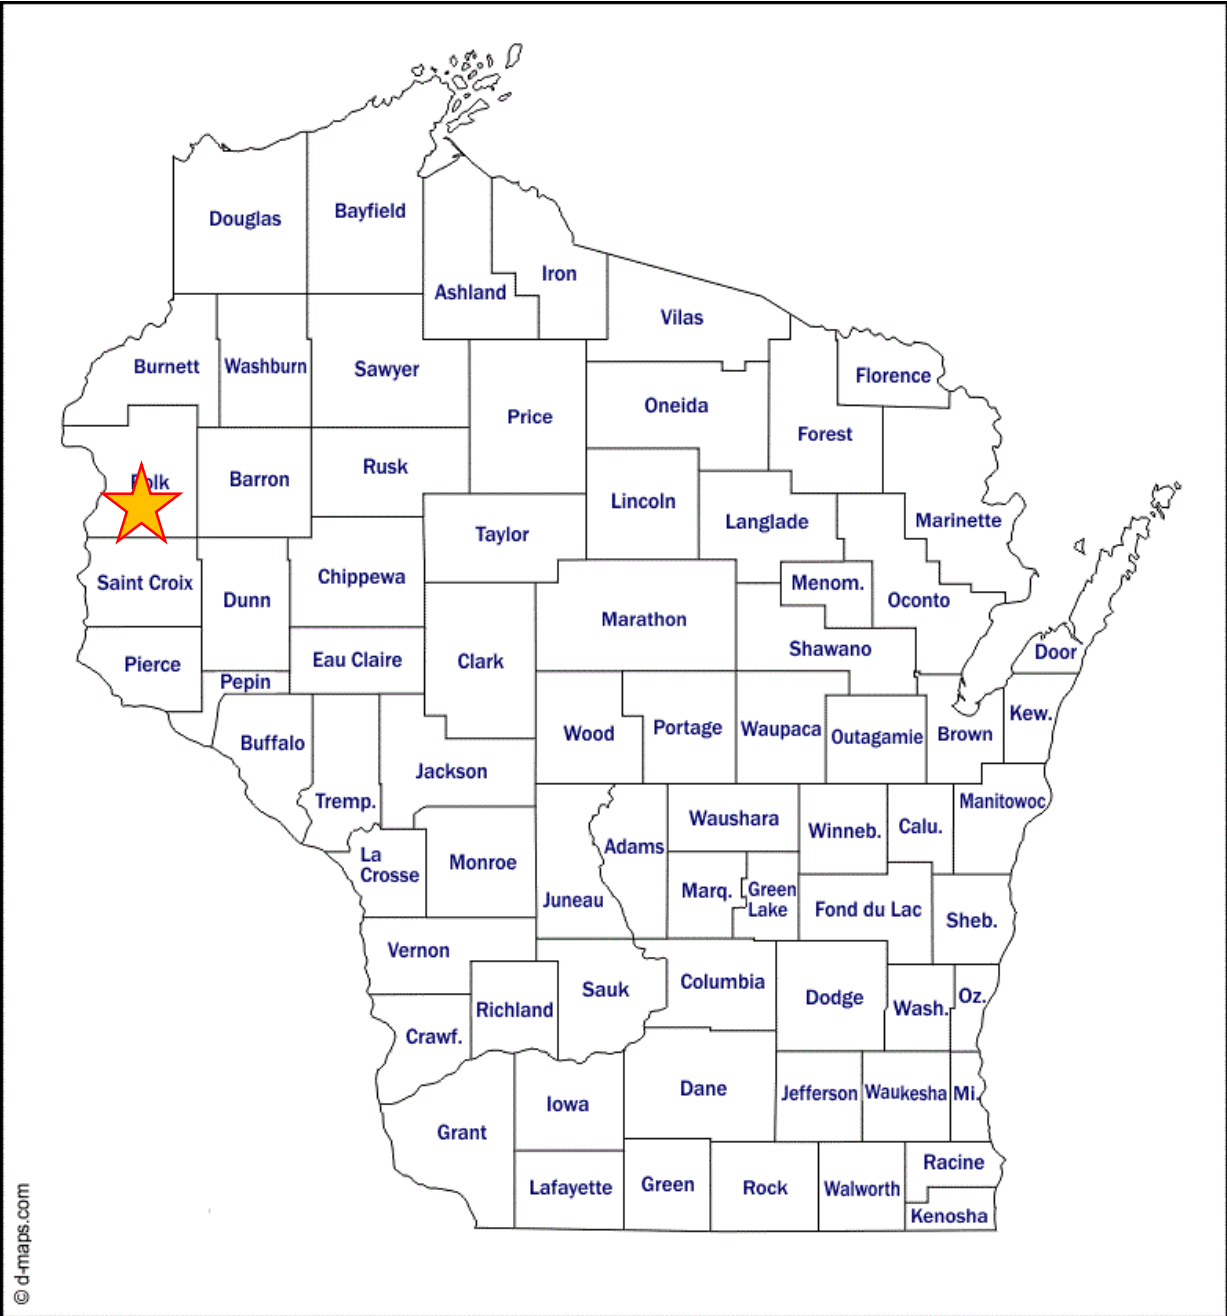 Douglas
Bayfield
Ashland
Iron
Vilas
Burnett
Washburn
Sawyer
Price
Oneida
Florence
Forest
Polk
Barron
Rusk
Lincoln
Taylor
Langlade
Marinette
Saint Croix
Dunn
Chippewa
Marathon
Menom.
Oconto
Pierce
Eau Claire
Clark
Shawano
Door
Pepin
Buffalo
Wood
Portage
Waupaca
Outagamie
Brown
Kew.
Jackson
Tremp.
Waushara
Winneb.
Calu.
Manitowoc
La
Crosse
Monroe
Adams
Juneau
Marq.
Green
Lake
Fond du Lac
Sheb.
Vernon
Sauk
Columbia
Dodge
Wash.
Oz.
Richland
Crawf.
Dane
Jefferson
Waukesha
Mi.
Iowa
Grant
Lafayette
Green
Rock
Walworth
Racine
Kenosha
© d-maps.com